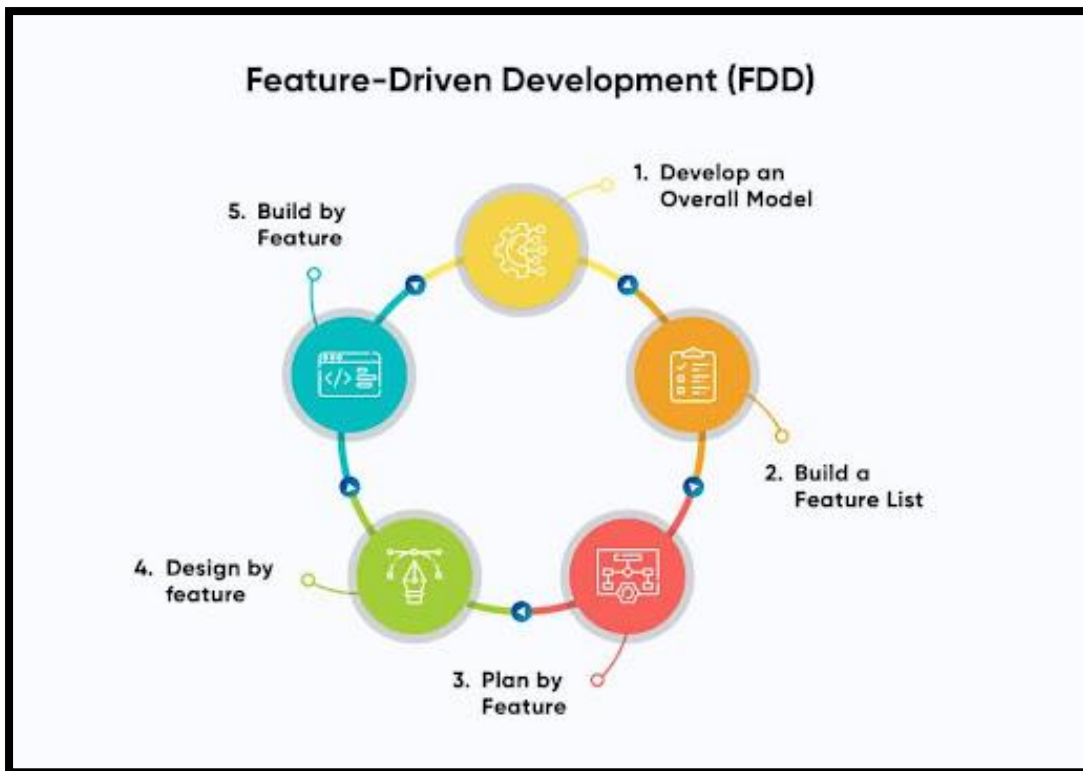 Feature-Driven Development (FDD)
1. Develop an
Overall Model
2. Build a
Feature List
3. Plan by
Feature
4. Design by
feature
5. Build by
Feature